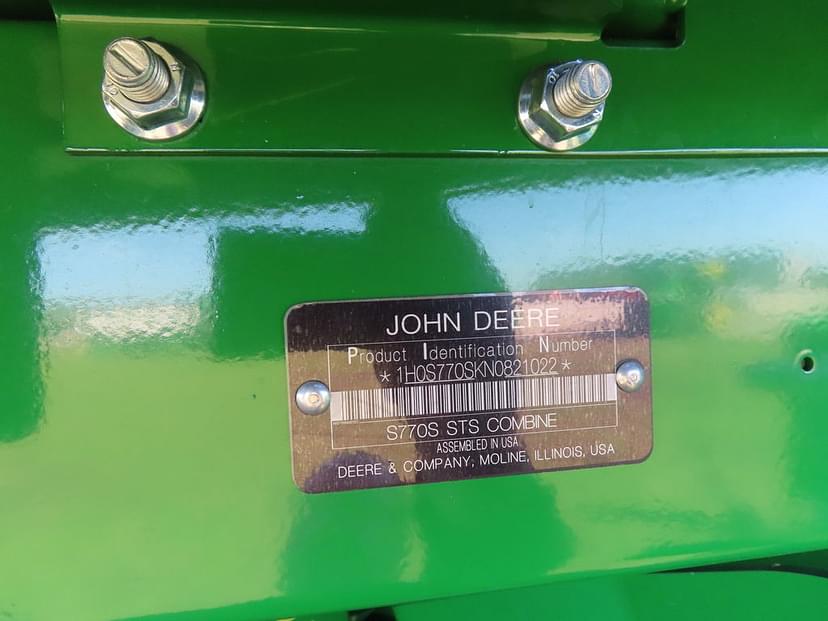 JOHN DEERE
Product Identification Number
*1H0S770SKN0821022*
S770S STS COMBINE
ASSEMBLED IN USA
DEERE & COMPANY, MOLINE, ILLINOIS, USA